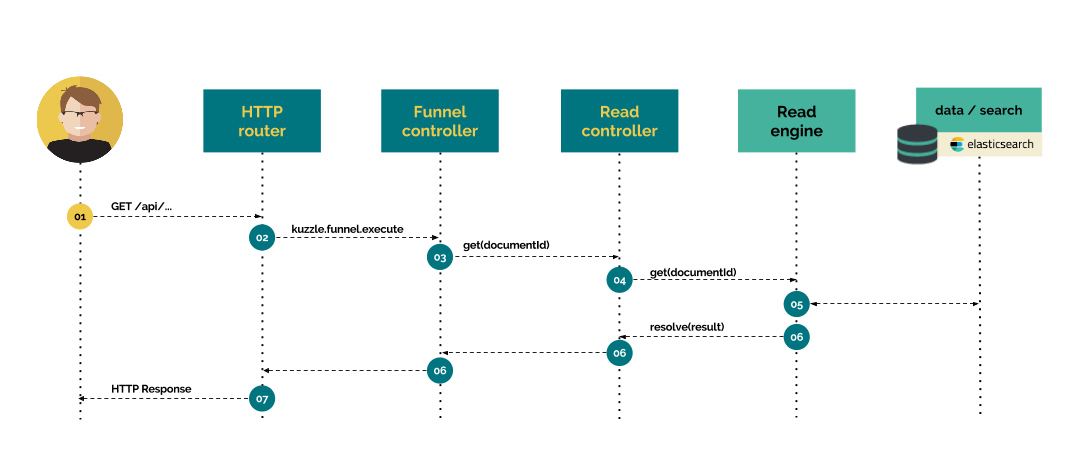 HTTP
router
Funnel
controller
Read
controller
Read
engine
data / search
elasticsearch
01
GET /api/...
02
kuzzle.funnel.execute
03
get(documentId)
04
get(documentId)
05
06
resolve(result)
06
06
07
HTTP Response